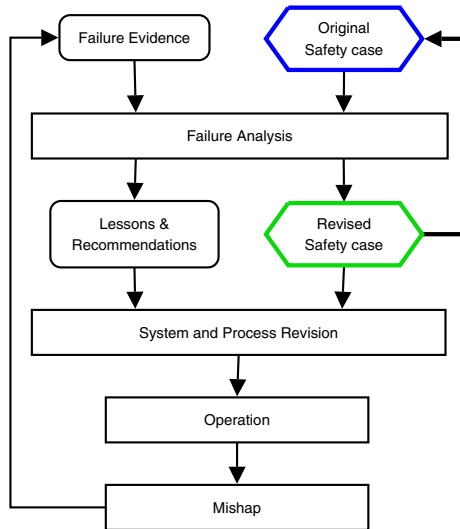 Failure Evidence
Original
Safety case
Failure Analysis
Lessons &
Recommendations
Revised
Safety case
System and Process Revision
Operation
Mishap